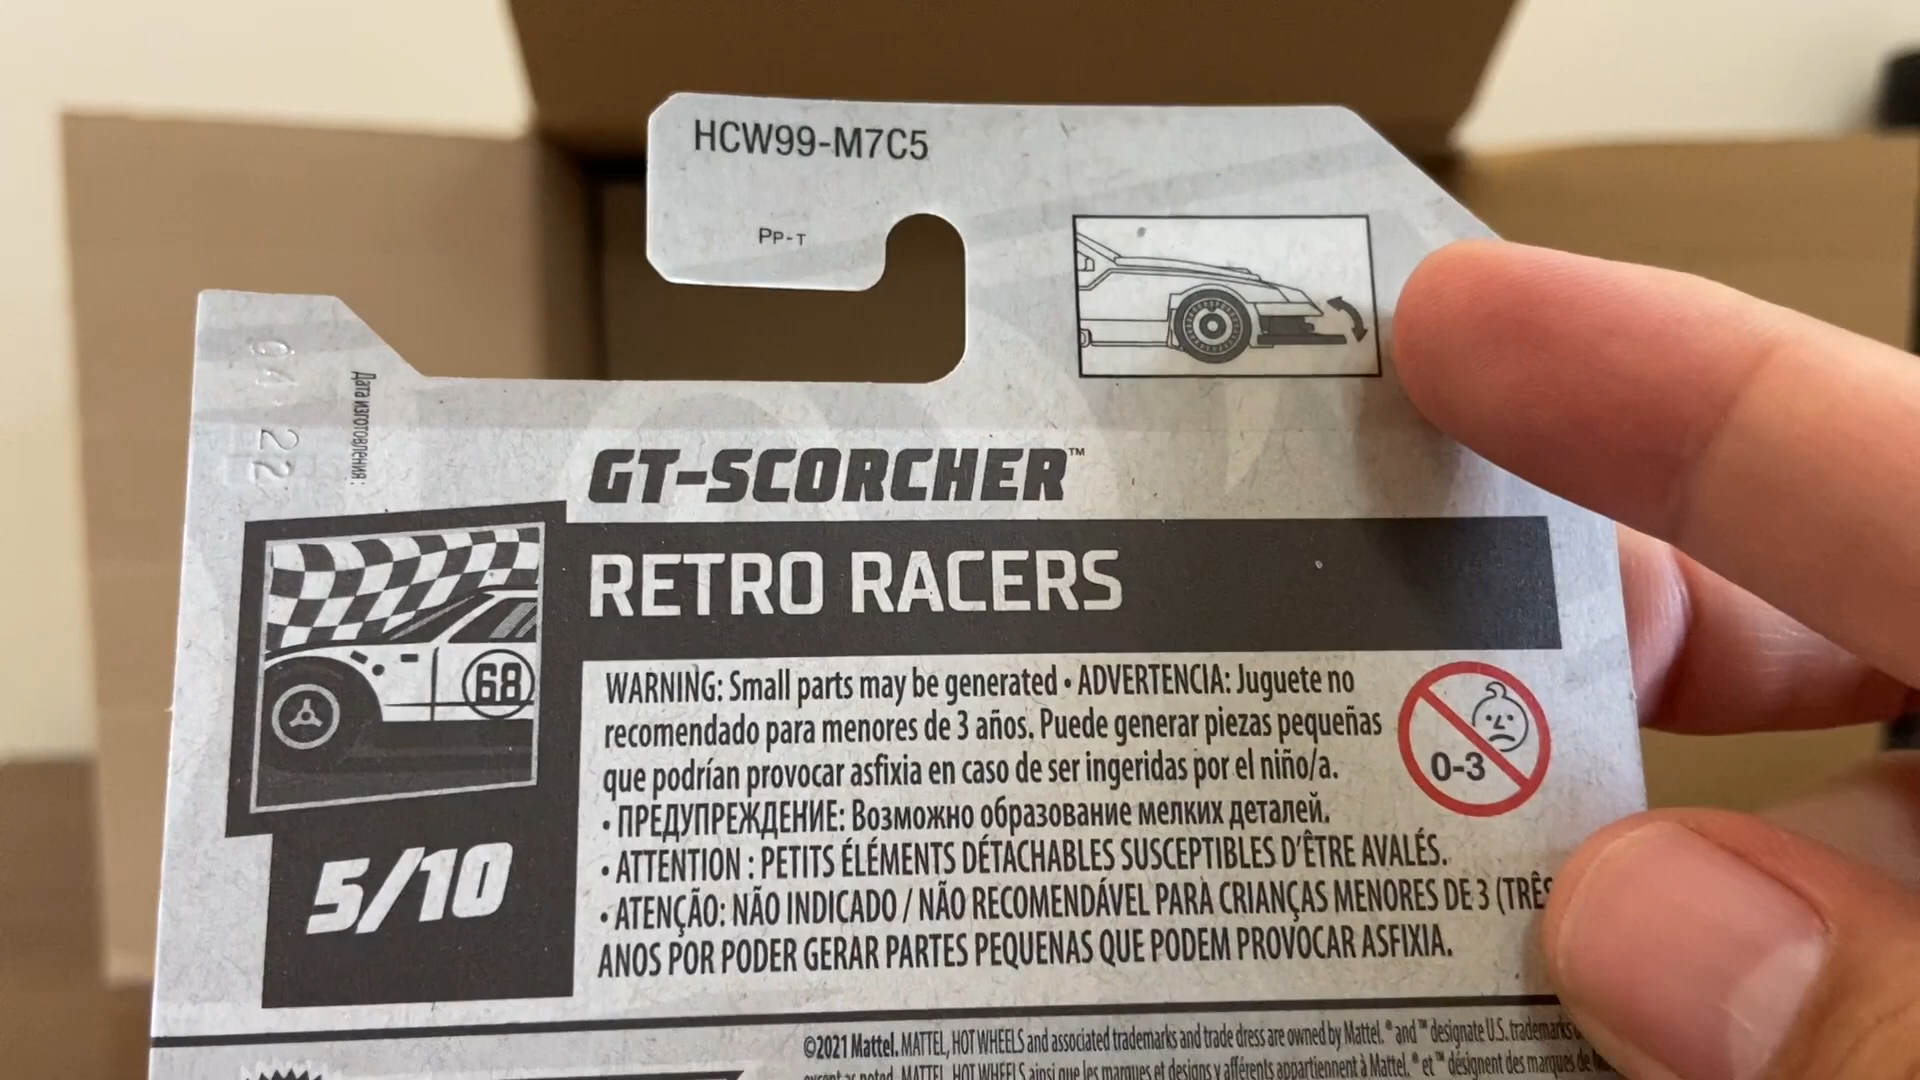 HCW99-M7C5
PP-T
04 22
Дата изготовления:
GT-SCORCHER™
RETRO RACERS
68
5/10
WARNING: Small parts may be generated • ADVERTENCIA: Juguete no
recomendado para menores de 3 años. Puede generar piezas pequeñas
que podrían provocar asfixia en caso de ser ingeridas por el niño/a.
• ПРЕДУПРЕЖДЕНИЕ: Возможно образование мелких деталей.
• ATTENTION : PETITS ÉLÉMENTS DÉTACHABLES SUSCEPTIBLES D'ÊTRE AVALÉS.
• ATENÇÃO: NÃO INDICADO / NÃO RECOMENDÁVEL PARA CRIANÇAS MENORES DE 3 (TRÊS
ANOS POR PODER GERAR PARTES PEQUENAS QUE PODEM PROVOCAR ASFIXIA.
0-3
©2021 Mattel. MATTEL, HOT WHEELS and associated trademarks and trade dress are owned by Mattel. ® and ™ designate U.S. trademarks
except as noted. MATTEL, HOT WHEELS ainsi que les marques et designs y afférents appartiennent à Mattel. ® et ™ désignent des marques de